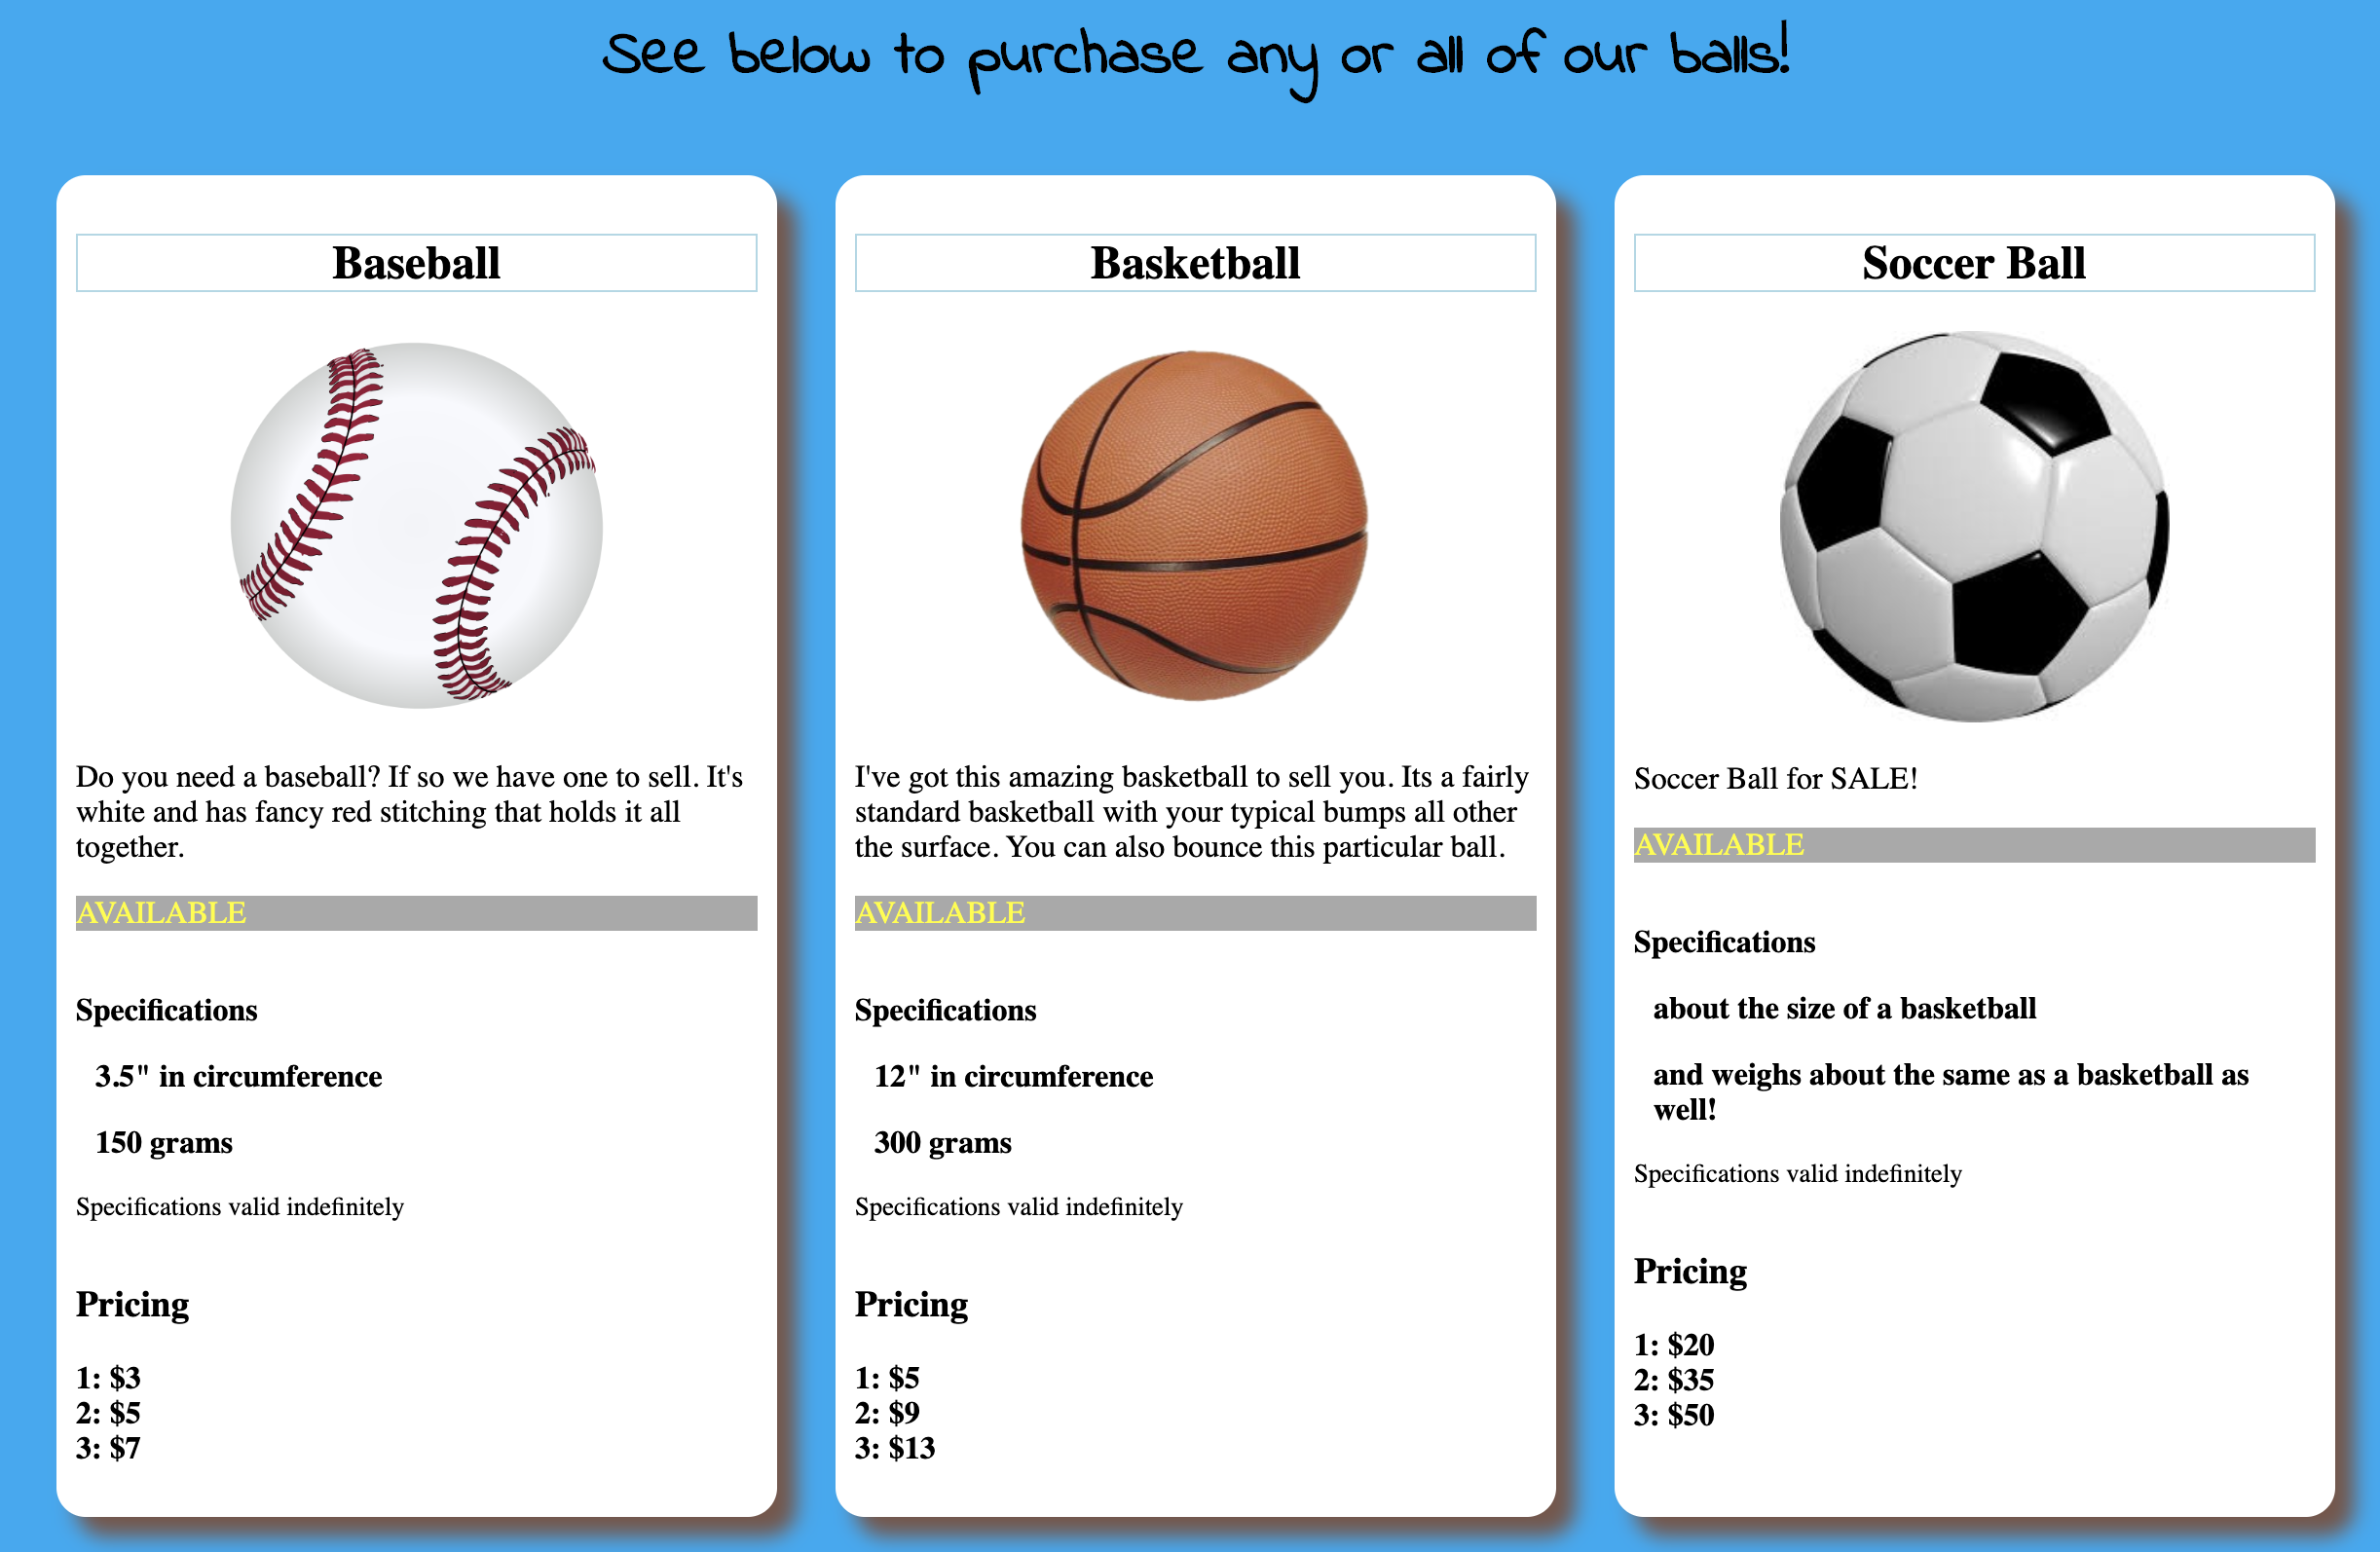 See below to purchase any or all of our balls!
Baseball
Do you need a baseball? If so we have one to sell. It's
white and has fancy red stitching that holds it all
together.
AVAILABLE
Specifications
3.5" in circumference
150 grams
Specifications valid indefinitely
Pricing
1: $3
2: $5
3: $7
Basketball
I've got this amazing basketball to sell you. Its a fairly
standard basketball with your typical bumps all other
the surface. You can also bounce this particular ball.
AVAILABLE
Specifications
12" in circumference
300 grams
Specifications valid indefinitely
Pricing
1: $5
2: $9
3: $13
Soccer Ball
Soccer Ball for SALE!
AVAILABLE
Specifications
about the size of a basketball
and weighs about the same as a basketball as
well!
Specifications valid indefinitely
Pricing
1: $20
2: $35
3: $50